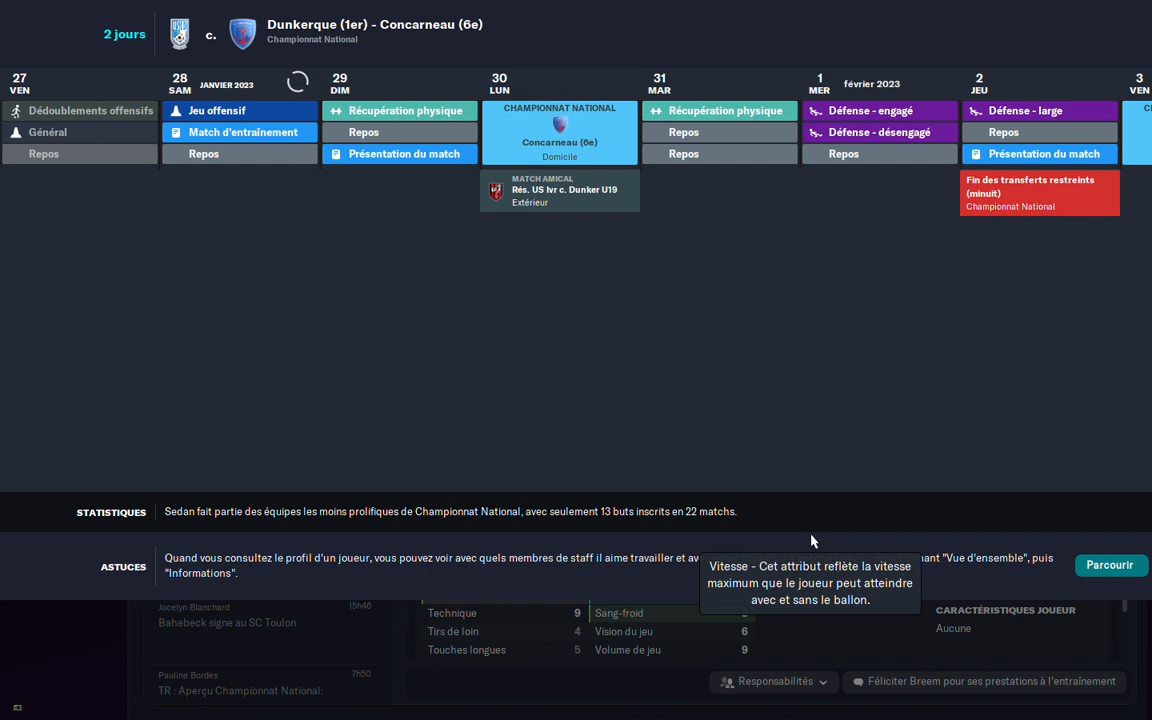 2 jours
c.
Dunkerque (1er) - Concarneau (6e)
Championnat National
27
VEN
28
SAM
JANVIER 2023
29
DIM
30
LUN
31
MAR
1
MER
février 2023
2
JEU
3
VEN
Dédoublements offensifs
Général
Repos
Jeu offensif
Match d'entraînement
Repos
Récupération physique
Repos
Présentation du match
CHAMPIONNAT NATIONAL
Concarneau (6e)
Domicile
MATCH AMICAL
Rés. US Ivr c. Dunker U19
Extérieur
Récupération physique
Repos
Repos
Défense - engagé
Défense - désengagé
Repos
Défense - large
Repos
Présentation du match
Fin des transferts restreints
(minuit)
Championnat National
STATISTIQUES
Sedan fait partie des équipes les moins prolifiques de Championnat National, avec seulement 13 buts inscrits en 22 matchs.
ASTUCES
Quand vous consultez le profil d'un joueur, vous pouvez voir avec quels membres de staff il aime travailler et "Vue d'ensemble", puis
"Informations".
Parcourir
Vitesse - Cet attribut reflète la vitesse
maximum que le joueur peut atteindre
avec et sans le ballon.
Jocelyn Blanchard
15h46
Bahebeck signe au SC Toulon
Pauline Bordes
7h50
TR : Aperçu Championnat National:
Technique 9
Tirs de loin 4
Touches longues 5
Sang-froid
Vision du jeu 6
Volume de jeu 9
CARACTÉRISTIQUES JOUEUR
Aucune
Responsabilités
Féliciter Breem pour ses prestations à l'entraînement